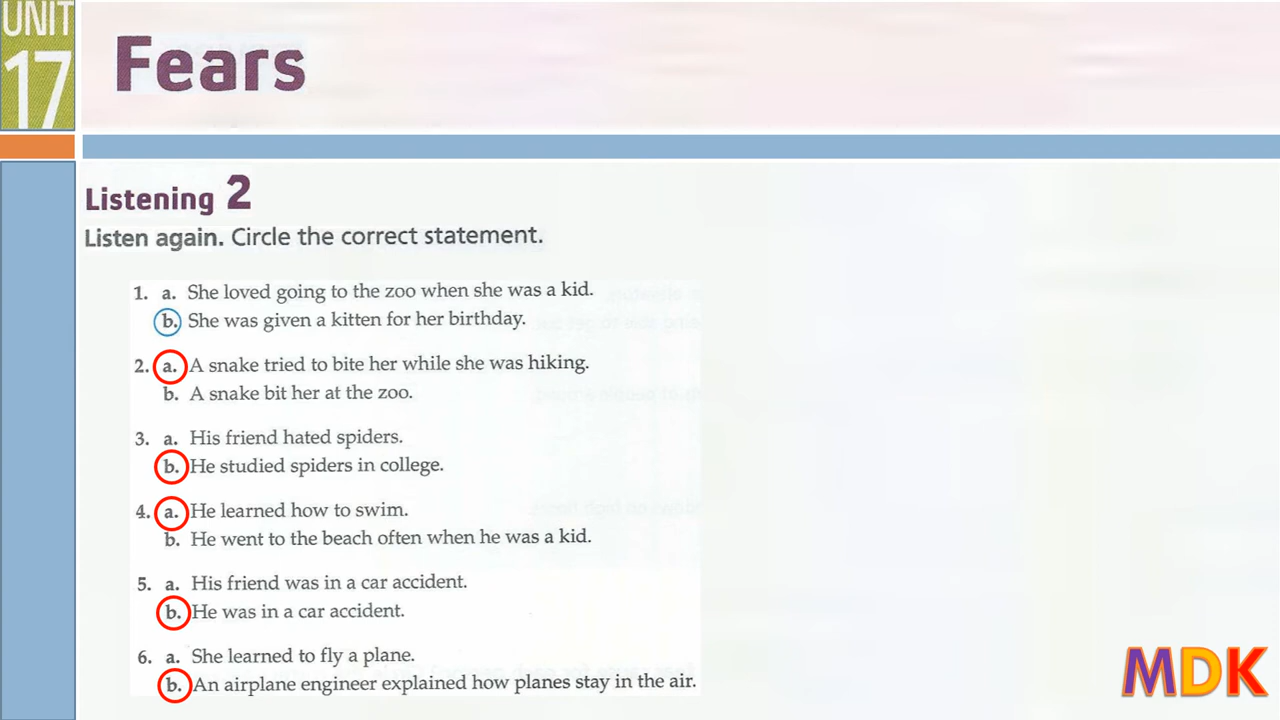 UNIT
17
Fears
Listening 2
Listen again. Circle the correct statement.
1. a. She loved going to the zoo when she was a kid.
b. She was given a kitten for her birthday.
2. a. A snake tried to bite her while she was hiking.
b. A snake bit her at the zoo.
3. a. His friend hated spiders.
b. He studied spiders in college.
4. a. He learned how to swim.
b. He went to the beach often when he was a kid.
5. a. His friend was in a car accident.
b. He was in a car accident.
6. a. She learned to fly a plane.
b. An airplane engineer explained how planes stay in the air.
MDK